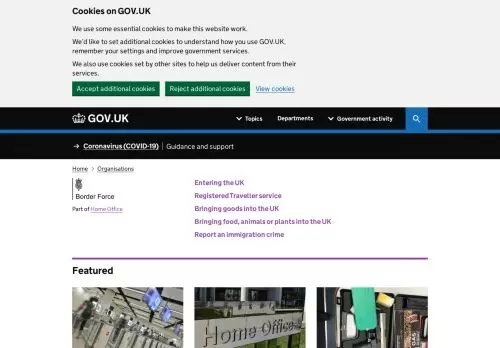 Cookies on GOV.UK
We use some essential cookies to make this website work.
We'd like to set additional cookies to understand how you use GOV.UK,
remember your settings and improve government services.
We also use cookies set by other sites to help us deliver content from their
services.
Accept additional cookies Reject additional cookies View cookies
GOV.UK Topics Departments Government activity
Coronavirus (COVID-19) Guidance and support
Home Organisations
Border Force
Part of Home Office
Entering the UK
Registered Traveller service
Bringing goods into the UK
Bringing food, animals or plants into the UK
Report an immigration crime
Featured
Home Office